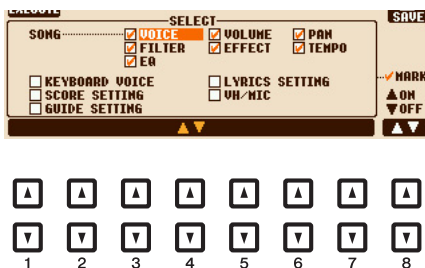 EXECUTE
SELECT
SAVE
SONG VOICE VOLUME PAN
FILTER EFFECT TEMPO
EQ
KEYBOARD VOICE LYRICS SETTING
SCORE SETTING VH/MIC
GUIDE SETTING
MARK
ON
OFF
1 2 3 4 5 6 7 8